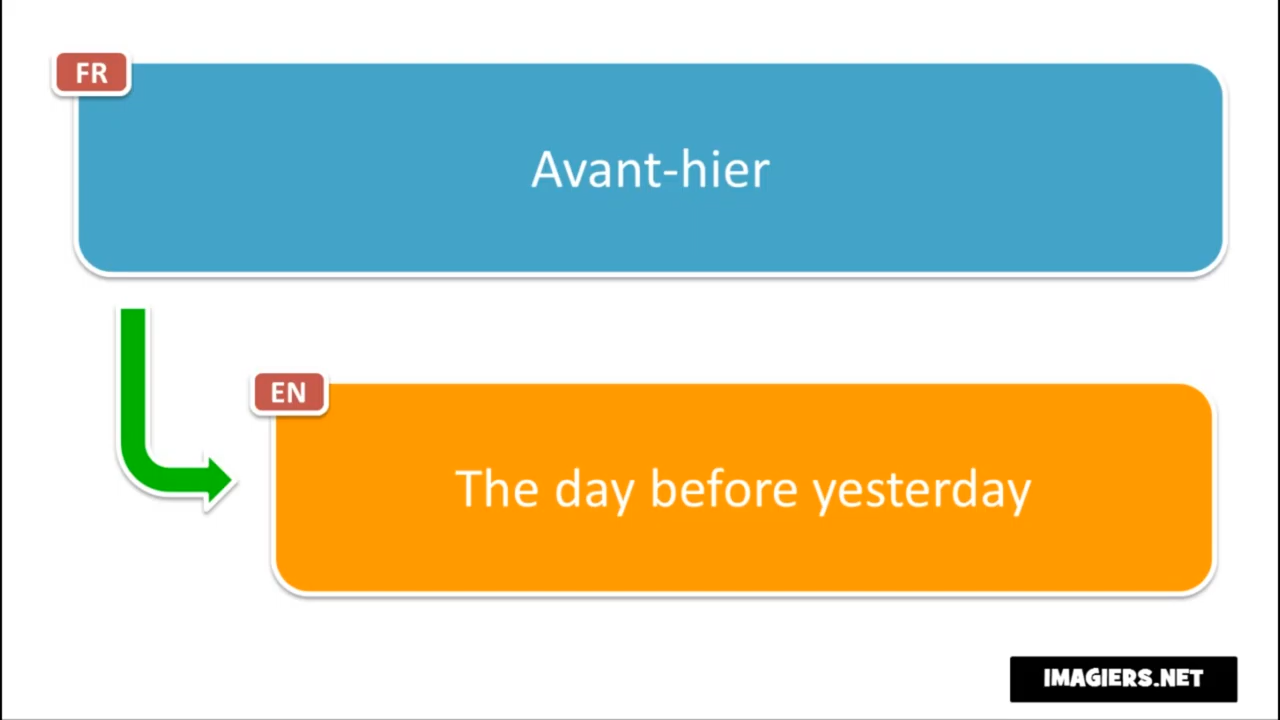 FR
Avant-hier
EN
The day before yesterday
IMAGIERS.NET